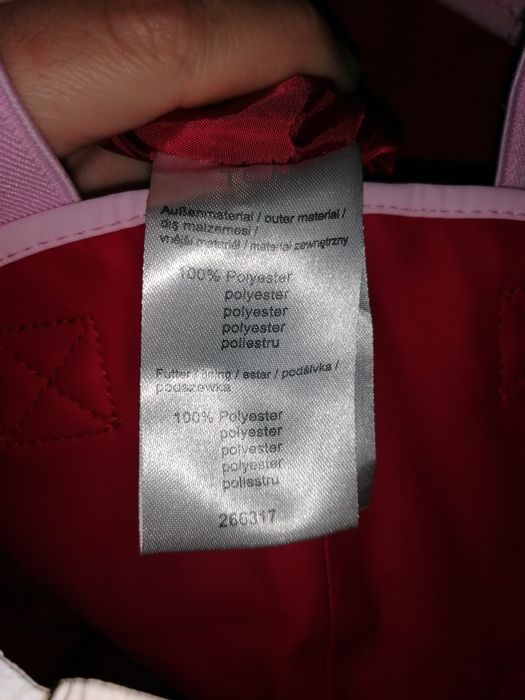 Außenmaterial / outer material /
dış malzemesi /
vnější materiál / materiał zewnętrzny
100% Polyester
polyester
polyester
polyester
poliestru
Futter / lining / astar / podšívka /
podszewka
100% Polyester
polyester
polyester
polyester
poliestru
266317